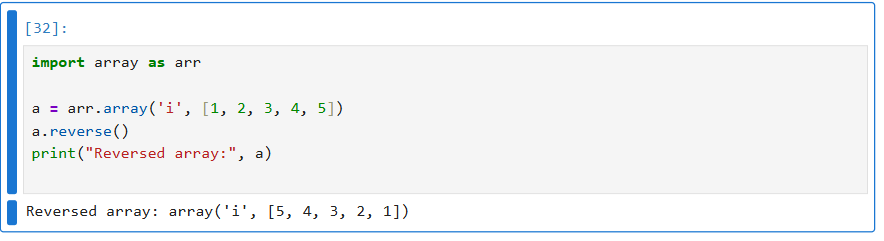 [32]:
import array as arr
a = arr.array('i', [1, 2, 3, 4, 5])
a.reverse()
print("Reversed array:", a)
Reversed array: array('i', [5, 4, 3, 2, 1])